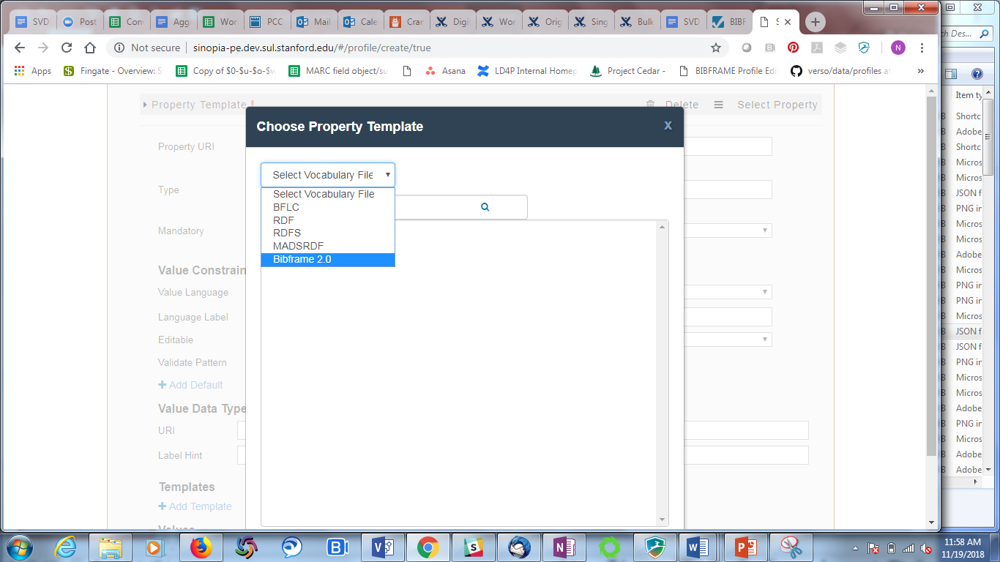 SVD Post Con Aggr Wor PCC Mail Cale Cran Digi Wor Orig Sing Bulk SVD BIBF S
Not secure | sinopia-pe.dev.sul.stanford.edu/#/profile/create/true N
ch Des...
Apps Fingate - Overview: S Copy of $0-$u-$o-$w MARC field object/su Asana LD4P Internal Homep Project Cedar - BIBFRAME Profile Edi verso/data/profiles at »
Item ty
Property Template ! Delete Select Property
Choose Property Template X
Property URI
Select Vocabulary File
Type
Select Vocabulary File
BFLC
RDF
RDFS
MADSRDF
Bibframe 2.0
Mandatory
Value Constrain
Value Language
Language Label
Editable
Validate Pattern
Add Default
Value Data Type
URI
Label Hint
Templates
Add Template
Values
B Shortc
B Adobe
B Shortc
B Micros
B Micros
B JSON f
B PNG in
B Micros
B Micros
B Adobe
B Micros
B PNG in
B PNG in
B Micros
B JSON f
B JSON f
B PNG in
B Micros
B Micros
B Adobe
B PNG in
B Micros
B Adobe
B Adobe
11:58 AM
11/19/2018